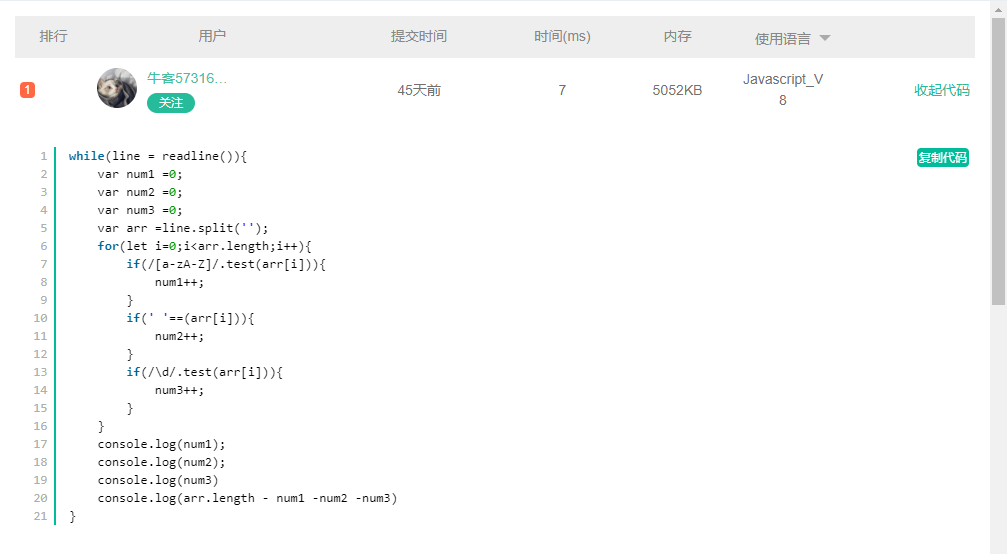 排行 用户 提交时间 时间(ms) 内存 使用语言
1 牛客57316... 关注 45天前 7 5052KB Javascript_V8 收起代码
复制代码
1 while(line = readline()){
2     var num1 =0;
3     var num2 =0;
4     var num3 =0;
5     var arr =line.split('');
6     for(let i=0;i<arr.length;i++){
7         if(/[a-zA-Z]/.test(arr[i])){
8             num1++;
9         }
10         if(' '==(arr[i])){
11             num2++;
12         }
13         if(/\d/.test(arr[i])){
14             num3++;
15         }
16     }
17     console.log(num1);
18     console.log(num2);
19     console.log(num3)
20     console.log(arr.length - num1 -num2 -num3)
21 }